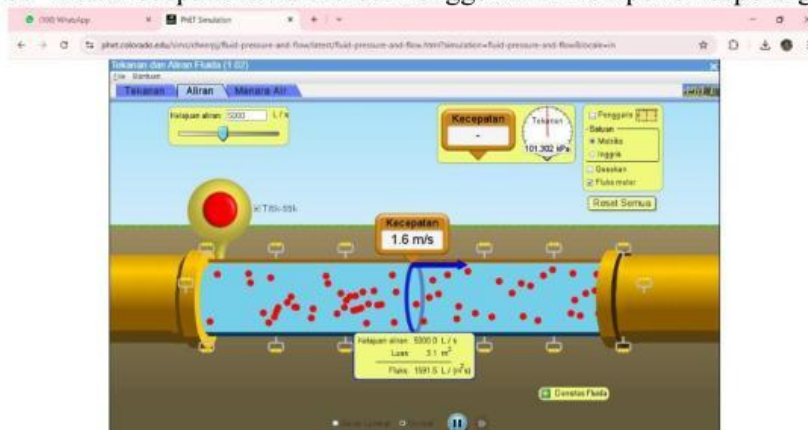 (100) WhatsApp
PhET Simulation
phet.colorado.edu/sims/cheerpj/fluid-pressure-and-flow/latest/fluid-pressure-and-flow.html?simulation=fluid-pressure-and-flow&locale=in
Tekanan dan Aliran Fluida (1.02)
Bantuan
Tekanan
Aliran
Menara Air
Kelajuan aliran: 5000 L / s
Kecepatan
-
Tekanan
101.302 kPa
Penggaris
Satuan
Metriks
Inggris
Gesekan
Fluks meter
Reset Semua
Titik-titik
Kecepatan
1.6 m/s
Kelajuan aliran: 5000.0 L / s
Luas: 3.1 m²
Fluks: 1591.5 L / (m²s)
Densitas Fluida